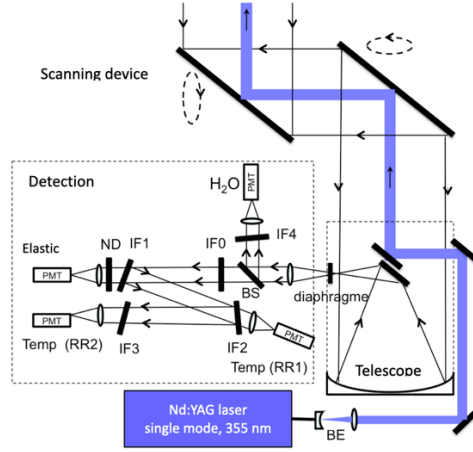 Scanning device
Detection
H₂O
PMT
IF4
Elastic
ND
IF1
IF0
PMT
BS
diaphragme
PMT
IF3
IF2
PMT
Temp (RR2)
Temp (RR1)
Telescope
Nd:YAG laser
single mode, 355 nm
BE